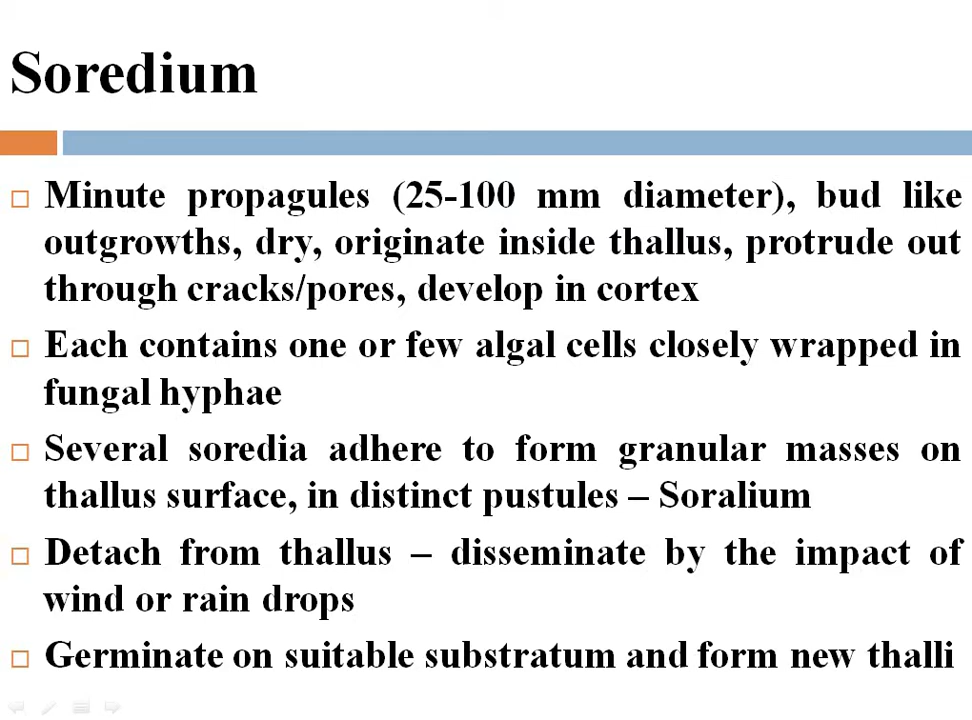 Soredium
Minute propagules (25-100 mm diameter), bud like
outgrowths, dry, originate inside thallus, protrude out
through cracks/pores, develop in cortex
Each contains one or few algal cells closely wrapped in
fungal hyphae
Several soredia adhere to form granular masses on
thallus surface, in distinct pustules – Soralium
Detach from thallus – disseminate by the impact of
wind or rain drops
Germinate on suitable substratum and form new thalli